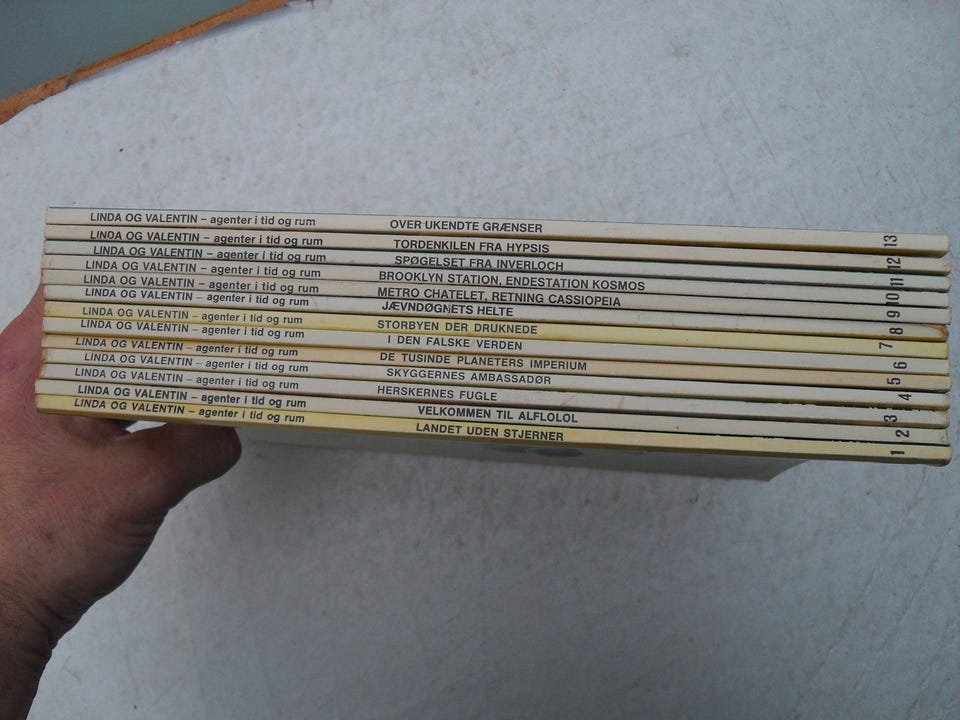 LINDA OG VALENTIN – agenter i tid og rum OVER UKENDTE GRÆNSER 13
LINDA OG VALENTIN – agenter i tid og rum TORDENKILEN FRA HYPSIS 12
LINDA OG VALENTIN – agenter i tid og rum SPØGELSET FRA INVERLOCH 11
LINDA OG VALENTIN – agenter i tid og rum BROOKLYN STATION, ENDESTATION KOSMOS 10
LINDA OG VALENTIN – agenter i tid og rum METRO CHATELET, RETNING CASSIOPEIA 9
LINDA OG VALENTIN – agenter i tid og rum JÆVNDØGNETS HELTE 8
LINDA OG VALENTIN – agenter i tid og rum STORBYEN DER DRUKNEDE 7
LINDA OG VALENTIN – agenter i tid og rum I DEN FALSKE VERDEN 6
LINDA OG VALENTIN – agenter i tid og rum DE TUSINDE PLANETERS IMPERIUM 5
LINDA OG VALENTIN – agenter i tid og rum SKYGGERNES AMBASSADØR 4
LINDA OG VALENTIN – agenter i tid og rum HERSKERNES FUGLE 3
LINDA OG VALENTIN – agenter i tid og rum VELKOMMEN TIL ALFLOLOL 2
LINDA OG VALENTIN – agenter i tid og rum LANDET UDEN STJERNER 1